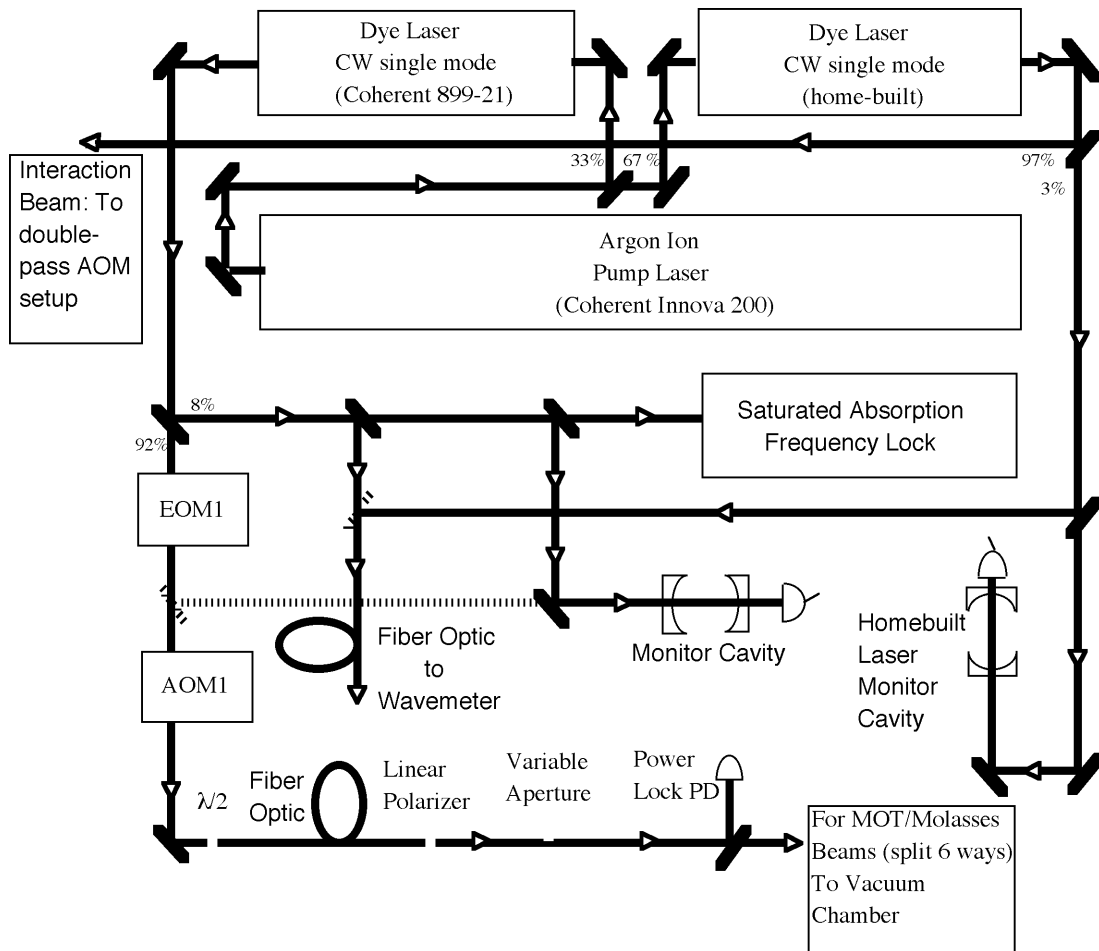 Dye Laser
CW single mode
(Coherent 899-21)
Dye Laser
CW single mode
(home-built)
33%
67 %
97%
3%
Interaction
Beam: To
double-
pass AOM
setup
Argon Ion
Pump Laser
(Coherent Innova 200)
8%
92%
Saturated Absorption
Frequency Lock
EOM1
Fiber Optic
to
Wavemeter
Monitor Cavity
Homebuilt
Laser
Monitor
Cavity
AOM1
λ/2
Fiber
Optic
Linear
Polarizer
Variable
Aperture
Power
Lock PD
For MOT/Molasses
Beams (split 6 ways)
To Vacuum
Chamber